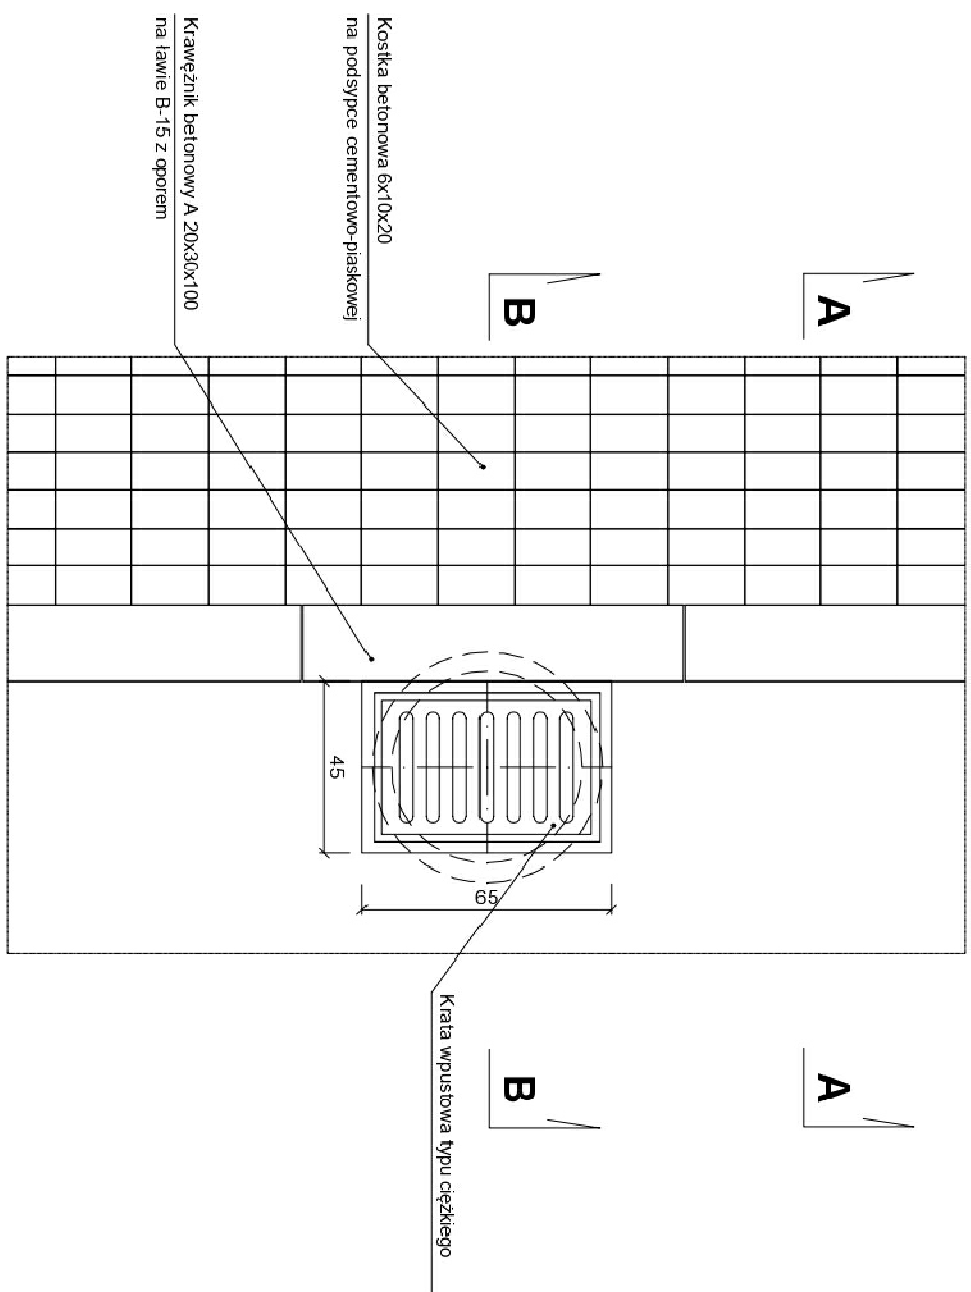 Kostka betonowa 6x10x20
na podsypce cementowo-piaskowej
Krawężnik betonowy A 20x30x100
na ławie B-15 z oporem
A
B
A
B
45
65
Krata wpustowa typu ciężkiego